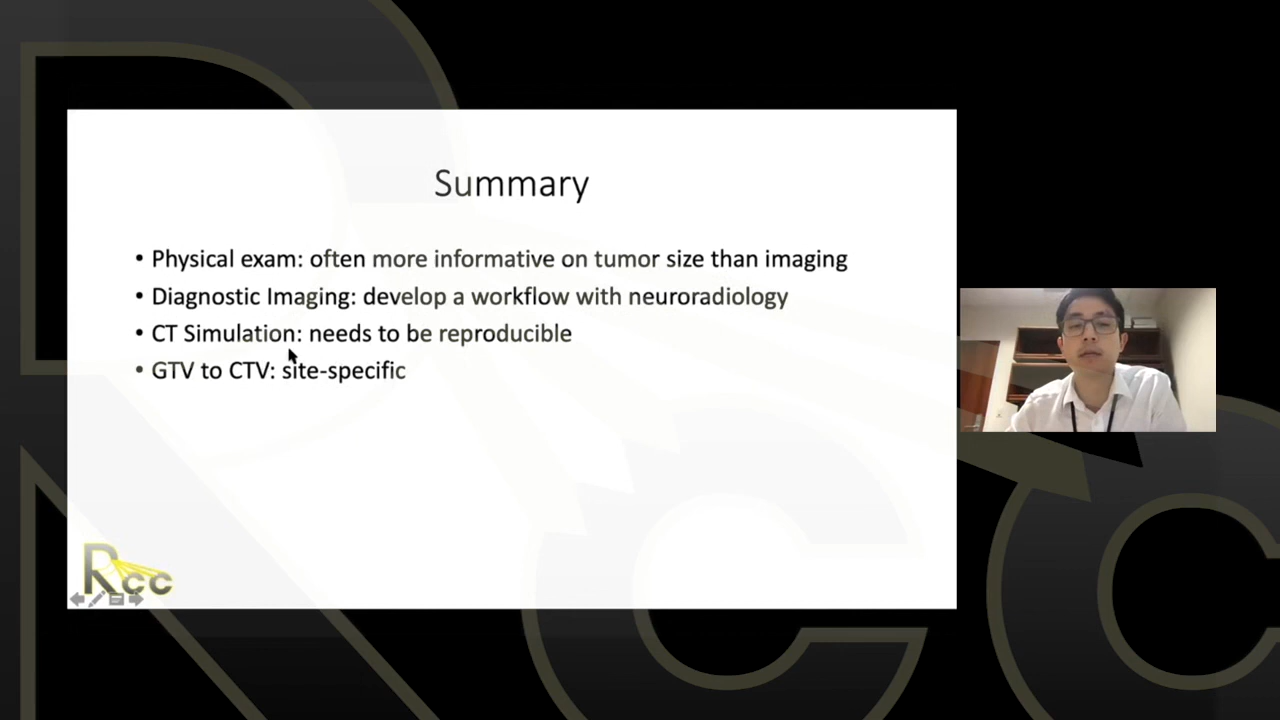 Summary
• Physical exam: often more informative on tumor size than imaging
• Diagnostic Imaging: develop a workflow with neuroradiology
• CT Simulation: needs to be reproducible
• GTV to CTV: site-specific
Rcc